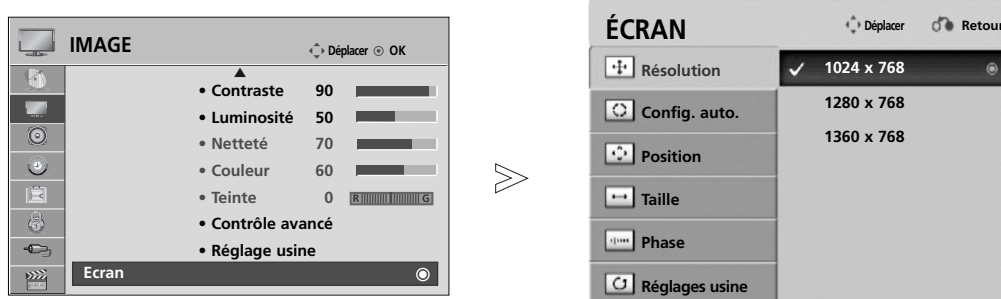 IMAGE
Déplacer OK
• Contraste 90
• Luminosité 50
• Netteté 70
• Couleur 60
• Teinte 0 R G
• Contrôle avancé
• Réglage usine
Ecran
ÉCRAN
Déplacer Retour
Résolution
Config. auto.
Position
Taille
Phase
Réglages usine
1024 x 768
1280 x 768
1360 x 768